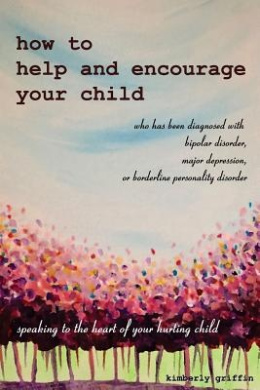 how to
help and encourage
your child
who has been diagnosed with
bipolar disorder,
major depression,
or borderline personality disorder
speaking to the heart of your hurting child
kimberly griffin